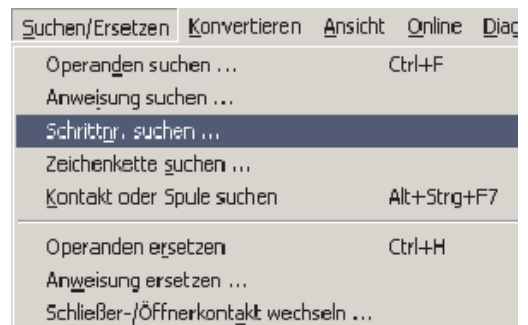 Suchen/Ersetzen Konvertieren Ansicht Online Diag
Operanden suchen ... Ctrl+F
Anweisung suchen ...
Schrittnr. suchen ...
Zeichenkette suchen ...
Kontakt oder Spule suchen Alt+Strg+F7
Operanden ersetzen Ctrl+H
Anweisung ersetzen ...
Schließer-/Öffnerkontakt wechseln ...